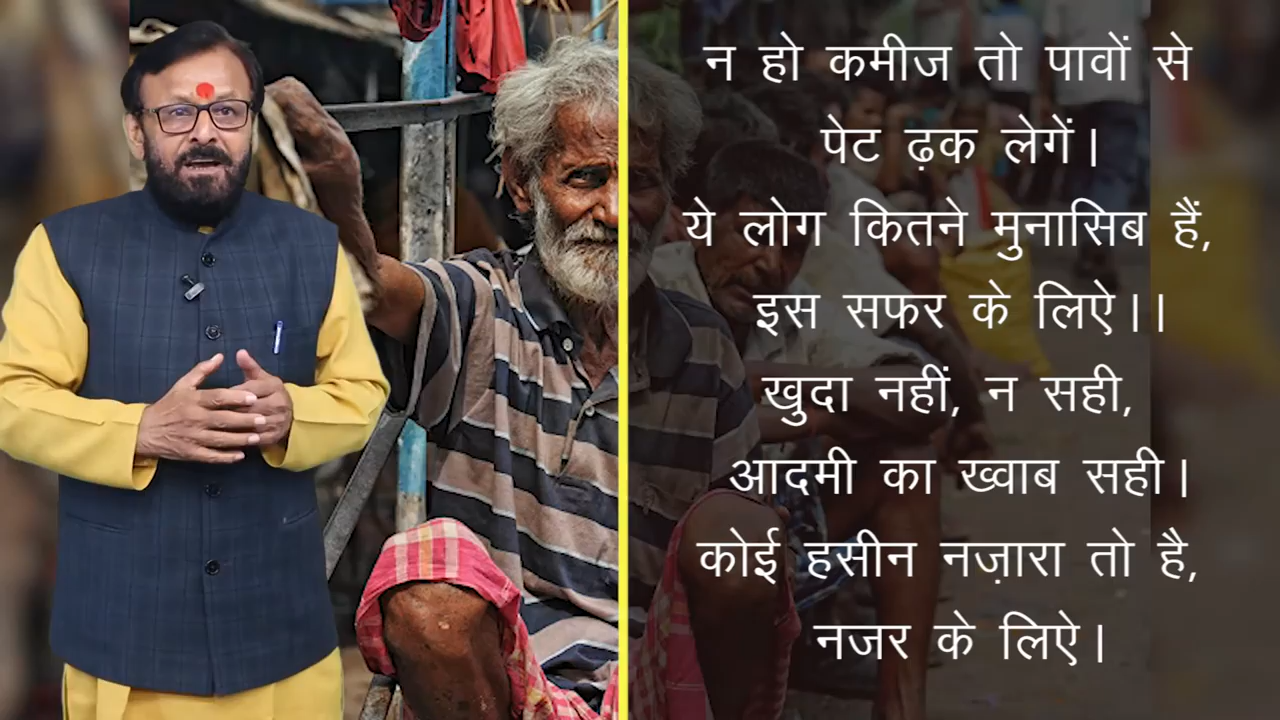 न हो कमीज तो पावों से
पेट ढ़क लेगें।
ये लोग कितने मुनासिब हैं,
इस सफर के लिऐ।।
खुदा नहीं, न सही,
आदमी का ख्वाब सही।
कोई हसीन नज़ारा तो है,
नजर के लिऐ।